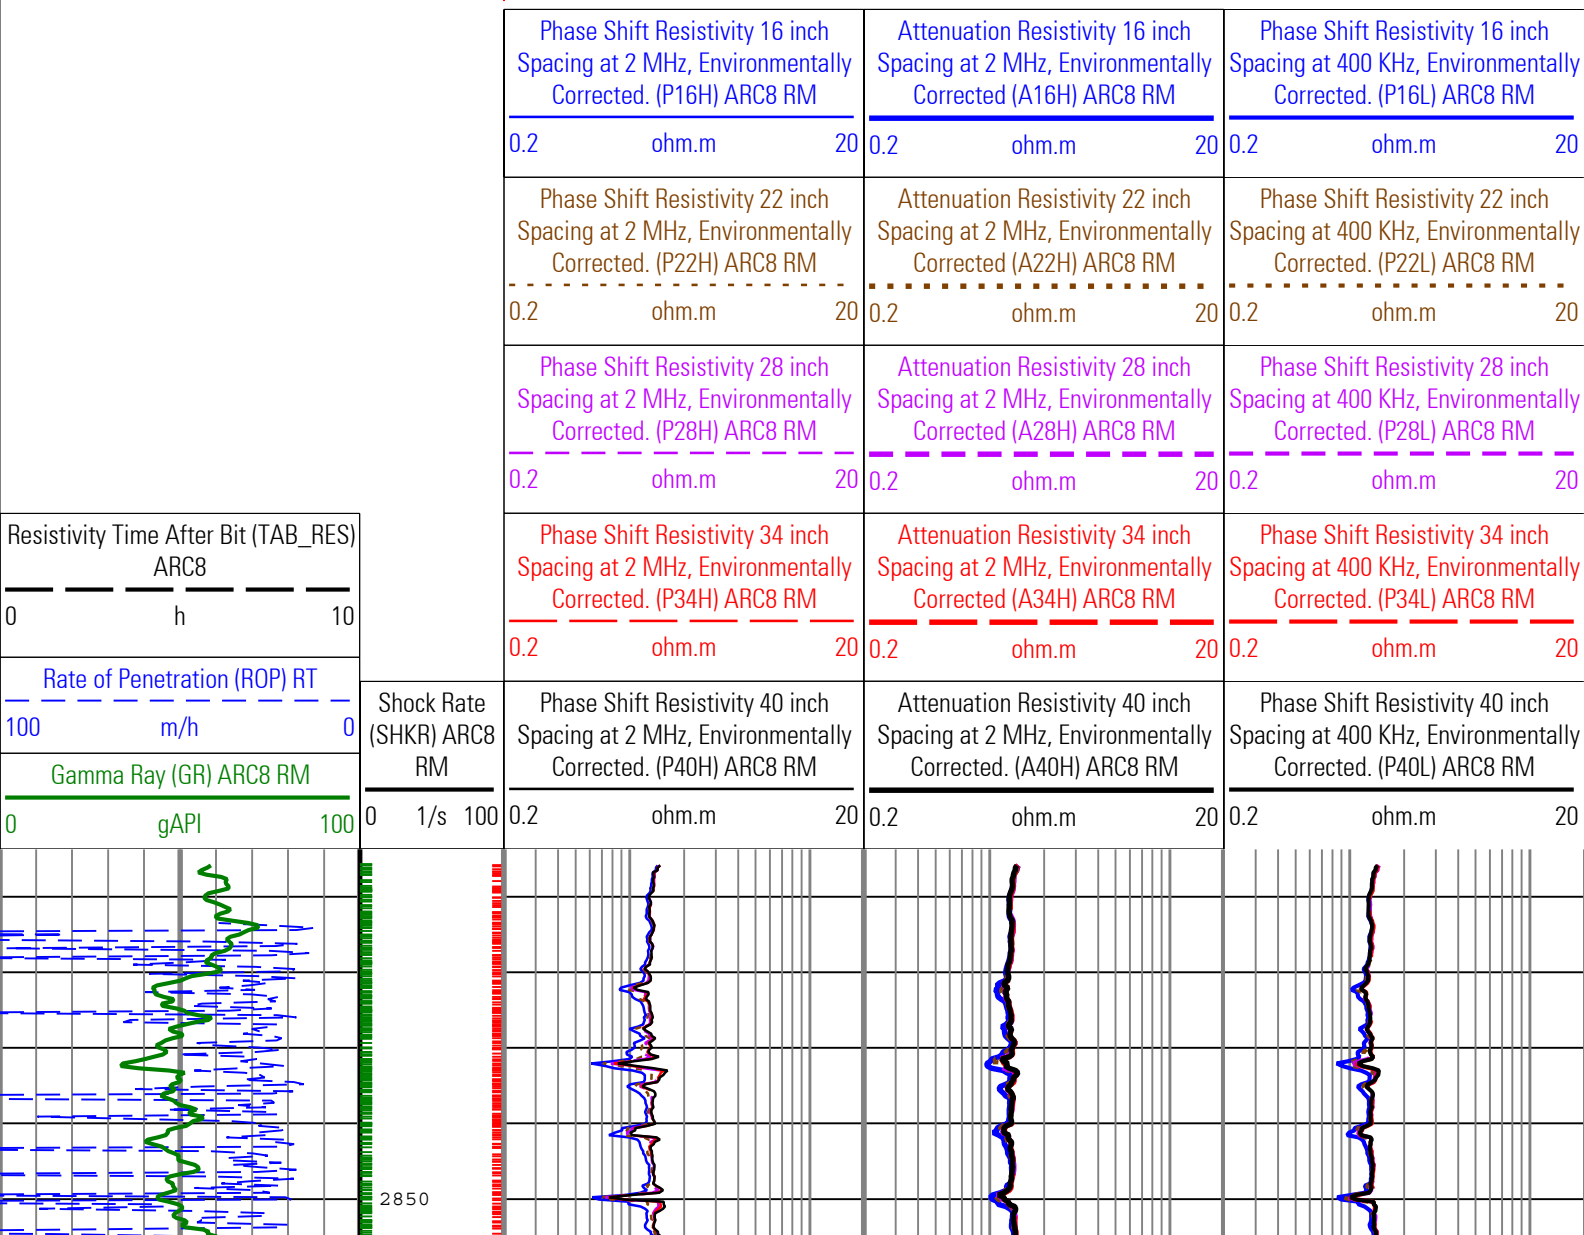 Phase Shift Resistivity 16 inch
Spacing at 2 MHz, Environmentally
Corrected. (P16H) ARC8 RM
0.2 ohm.m 20
Attenuation Resistivity 16 inch
Spacing at 2 MHz, Environmentally
Corrected (A16H) ARC8 RM
0.2 ohm.m 20
Phase Shift Resistivity 16 inch
Spacing at 400 KHz, Environmentally
Corrected. (P16L) ARC8 RM
0.2 ohm.m 20
Phase Shift Resistivity 22 inch
Spacing at 2 MHz, Environmentally
Corrected. (P22H) ARC8 RM
0.2 ohm.m 20
Attenuation Resistivity 22 inch
Spacing at 2 MHz, Environmentally
Corrected (A22H) ARC8 RM
0.2 ohm.m 20
Phase Shift Resistivity 22 inch
Spacing at 400 KHz, Environmentally
Corrected. (P22L) ARC8 RM
0.2 ohm.m 20
Phase Shift Resistivity 28 inch
Spacing at 2 MHz, Environmentally
Corrected. (P28H) ARC8 RM
0.2 ohm.m 20
Attenuation Resistivity 28 inch
Spacing at 2 MHz, Environmentally
Corrected (A28H) ARC8 RM
0.2 ohm.m 20
Phase Shift Resistivity 28 inch
Spacing at 400 KHz, Environmentally
Corrected. (P28L) ARC8 RM
0.2 ohm.m 20
Resistivity Time After Bit (TAB_RES)
ARC8
0 h 10
Phase Shift Resistivity 34 inch
Spacing at 2 MHz, Environmentally
Corrected. (P34H) ARC8 RM
0.2 ohm.m 20
Attenuation Resistivity 34 inch
Spacing at 2 MHz, Environmentally
Corrected (A34H) ARC8 RM
0.2 ohm.m 20
Phase Shift Resistivity 34 inch
Spacing at 400 KHz, Environmentally
Corrected. (P34L) ARC8 RM
0.2 ohm.m 20
Rate of Penetration (ROP) RT
100 m/h 0
Gamma Ray (GR) ARC8 RM
0 gAPI 100
Shock Rate
(SHKR) ARC8
RM
0 1/s 100
Phase Shift Resistivity 40 inch
Spacing at 2 MHz, Environmentally
Corrected. (P40H) ARC8 RM
0.2 ohm.m 20
Attenuation Resistivity 40 inch
Spacing at 2 MHz, Environmentally
Corrected. (A40H) ARC8 RM
0.2 ohm.m 20
Phase Shift Resistivity 40 inch
Spacing at 400 KHz, Environmentally
Corrected. (P40L) ARC8 RM
0.2 ohm.m 20
2850